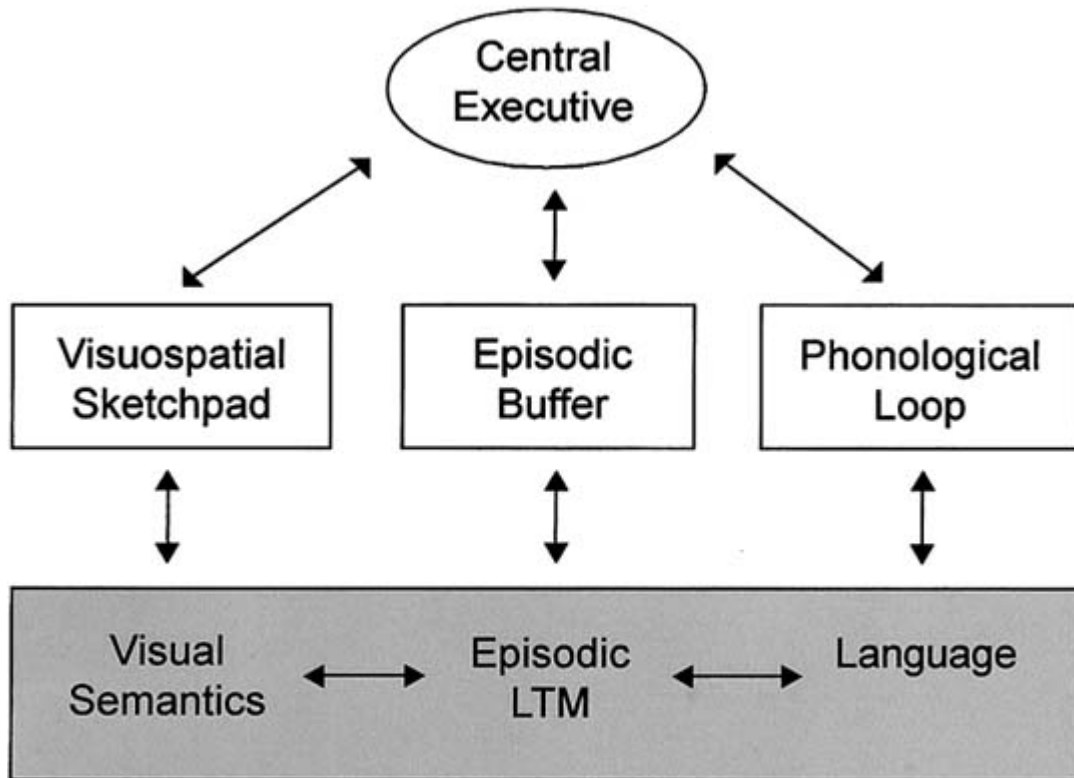 Central
Executive
Visuospatial
Sketchpad
Episodic
Buffer
Phonological
Loop
Visual
Semantics
Episodic
LTM
Language